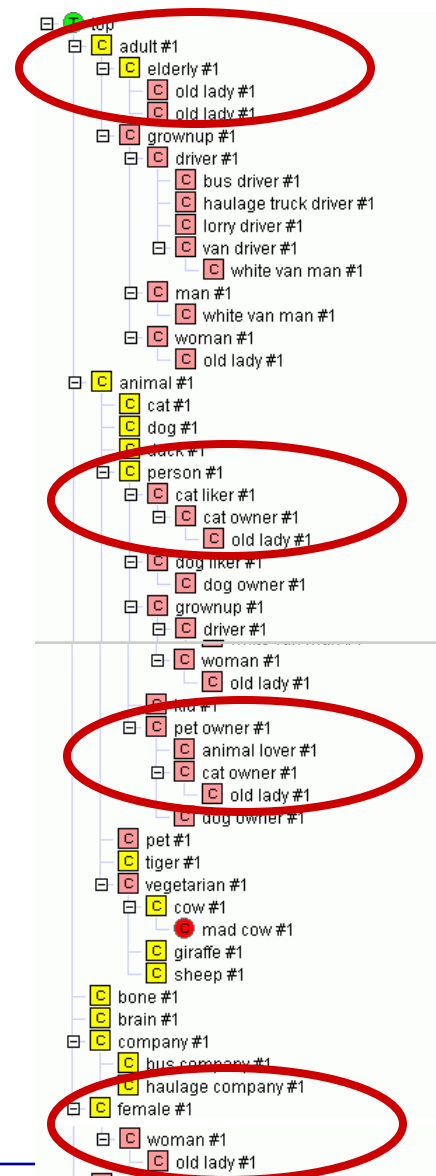 top
adult #1
elderly #1
old lady #1
old lady #1
grownup #1
driver #1
bus driver #1
haulage truck driver #1
lorry driver #1
van driver #1
white van man #1
man #1
white van man #1
woman #1
old lady #1
animal #1
cat #1
dog #1
duck #1
person #1
cat liker #1
cat owner #1
old lady #1
dog liker #1
dog owner #1
grownup #1
driver #1
woman #1
old lady #1
kid #1
pet owner #1
animal lover #1
cat owner #1
old lady #1
dog owner #1
pet #1
tiger #1
vegetarian #1
cow #1
mad cow #1
giraffe #1
sheep #1
bone #1
brain #1
company #1
bus company #1
haulage company #1
female #1
woman #1
old lady #1